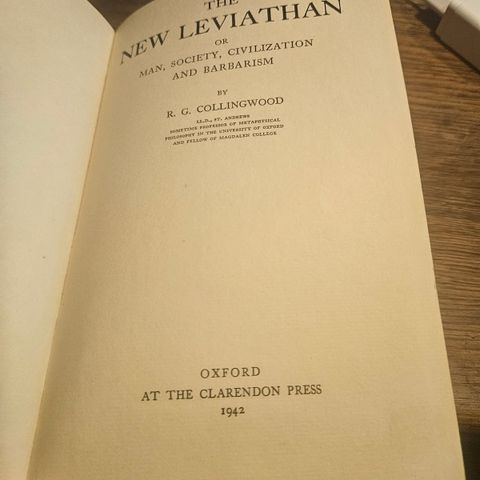 THE
NEW LEVIATHAN
OR
MAN, SOCIETY, CIVILIZATION
AND BARBARISM
BY
R. G. COLLINGWOOD
LL.D., ST. ANDREWS
SOMETIME PROFESSOR OF METAPHYSICAL
PHILOSOPHY IN THE UNIVERSITY OF OXFORD
AND FELLOW OF MAGDALEN COLLEGE
OXFORD
AT THE CLARENDON PRESS
1942